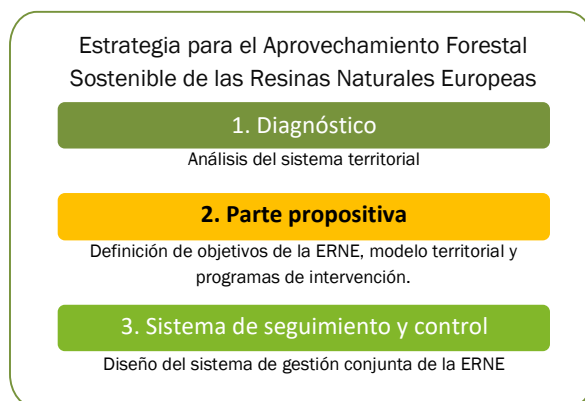 Estrategia para el Aprovechamiento Forestal
Sostenible de las Resinas Naturales Europeas
1. Diagnóstico
Análisis del sistema territorial
2. Parte propositiva
Definición de objetivos de la ERNE, modelo territorial y
programas de intervención.
3. Sistema de seguimiento y control
Diseño del sistema de gestión conjunta de la ERNE